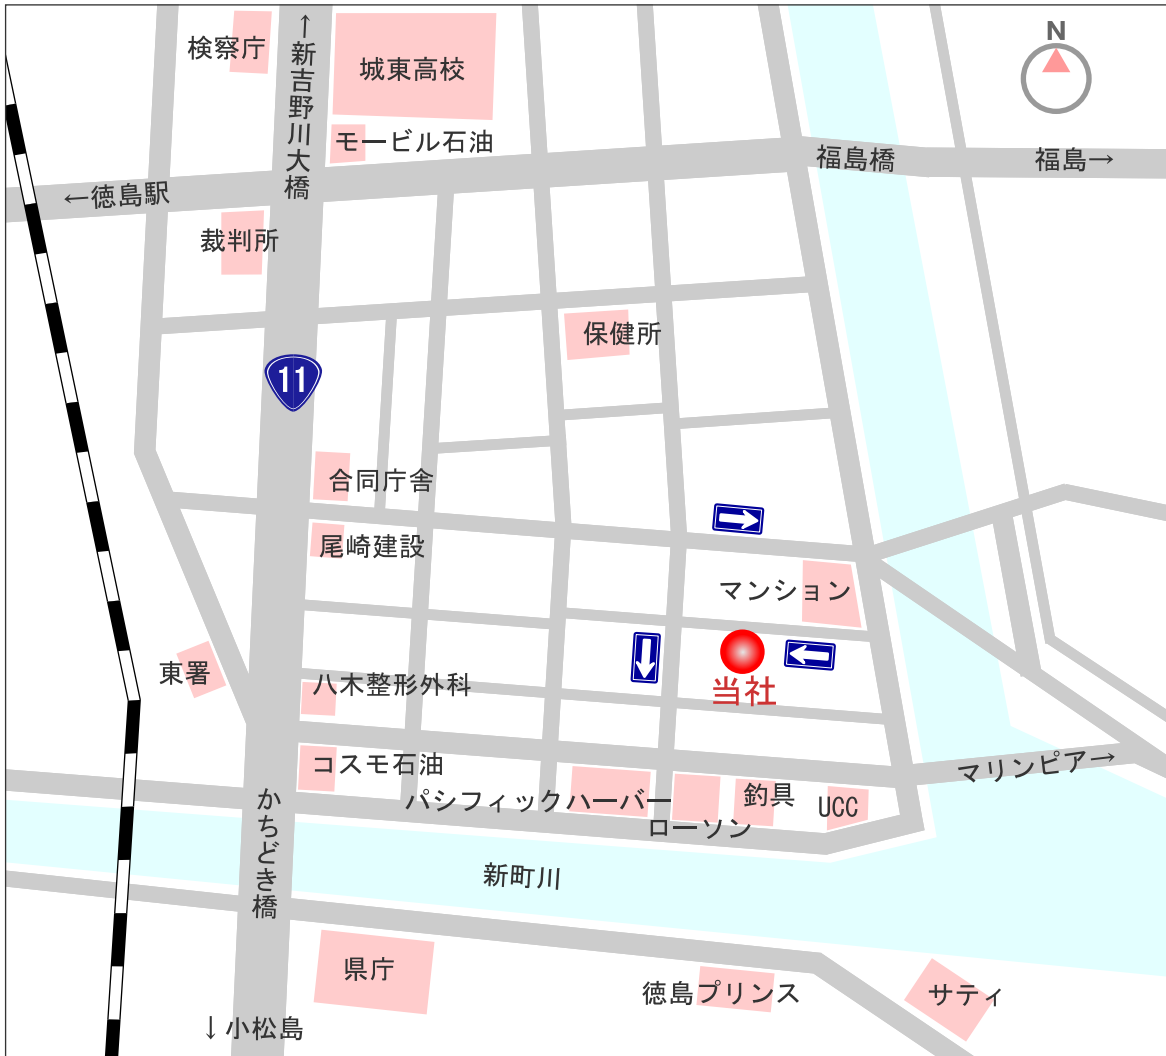 N
検察庁
↑新吉野川大橋
城東高校
モービル石油
福島橋
福島→
←徳島駅
裁判所
保健所
11
合同庁舎
尾崎建設
マンション
東署
当社
八木整形外科
コスモ石油
マリンピア→
かちどき橋
パシフィックハーバー
ローソン
釣具
UCC
新町川
県庁
徳島プリンス
サティ
↓小松島